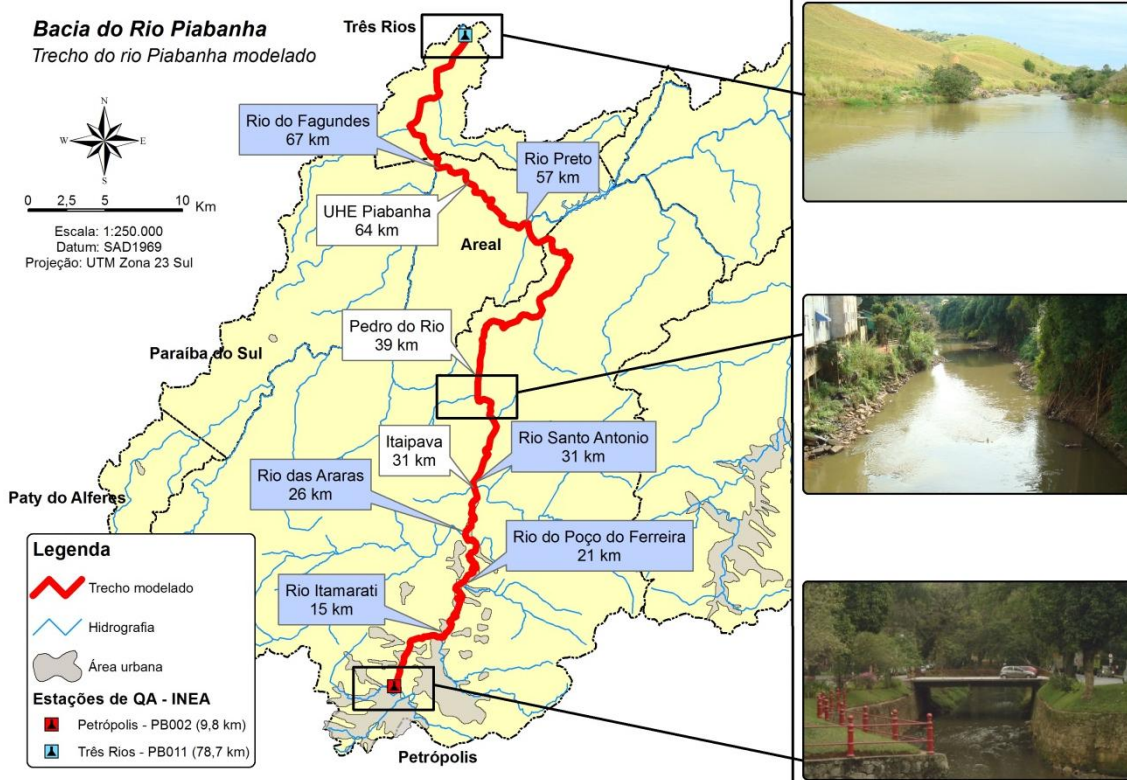 Bacia do Rio Piabanha
Trecho do rio Piabanha modelado
N
W E
S
0 2,5 5 10 Km
Escala: 1:250.000
Datum: SAD1969
Projeção: UTM Zona 23 Sul
Três Rios
Rio do Fagundes
67 km
Rio Preto
57 km
UHE Piabanha
64 km
Areal
Pedro do Rio
39 km
Paraíba do Sul
Itaipava
31 km
Rio Santo Antonio
31 km
Rio das Araras
26 km
Paty do Alferes
Rio do Poço do Ferreira
21 km
Rio Itamarati
15 km
Petrópolis
Legenda
Trecho modelado
Hidrografia
Área urbana
Estações de QA - INEA
Petrópolis - PB002 (9,8 km)
Três Rios - PB011 (78,7 km)